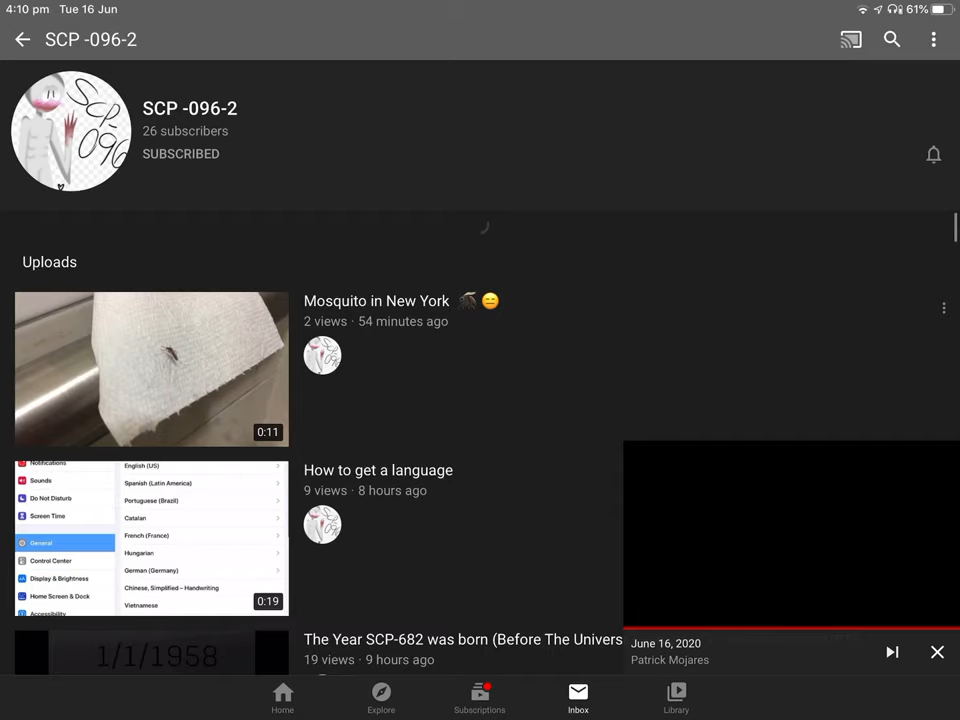 4:10 pm Tue 16 Jun 61%
SCP -096-2
SCP-
096
SCP -096-2
26 subscribers
SUBSCRIBED
Uploads
Mosquito in New York 🦟 😑
2 views · 54 minutes ago
0:11
How to get a language
9 views · 8 hours ago
Notifications
Sounds
Do Not Disturb
Screen Time
General
Control Center
Display & Brightness
Home Screen & Dock
Accessibility
English (US)
Spanish (Latin America)
Portuguese (Brazil)
Catalan
French (France)
Hungarian
German (Germany)
Chinese, Simplified – Handwriting
Vietnamese
0:19
The Year SCP-682 was born (Before The Univers
19 views · 9 hours ago
1/1/1958
June 16, 2020
Patrick Mojares
Home
Explore
Subscriptions
Inbox
Library